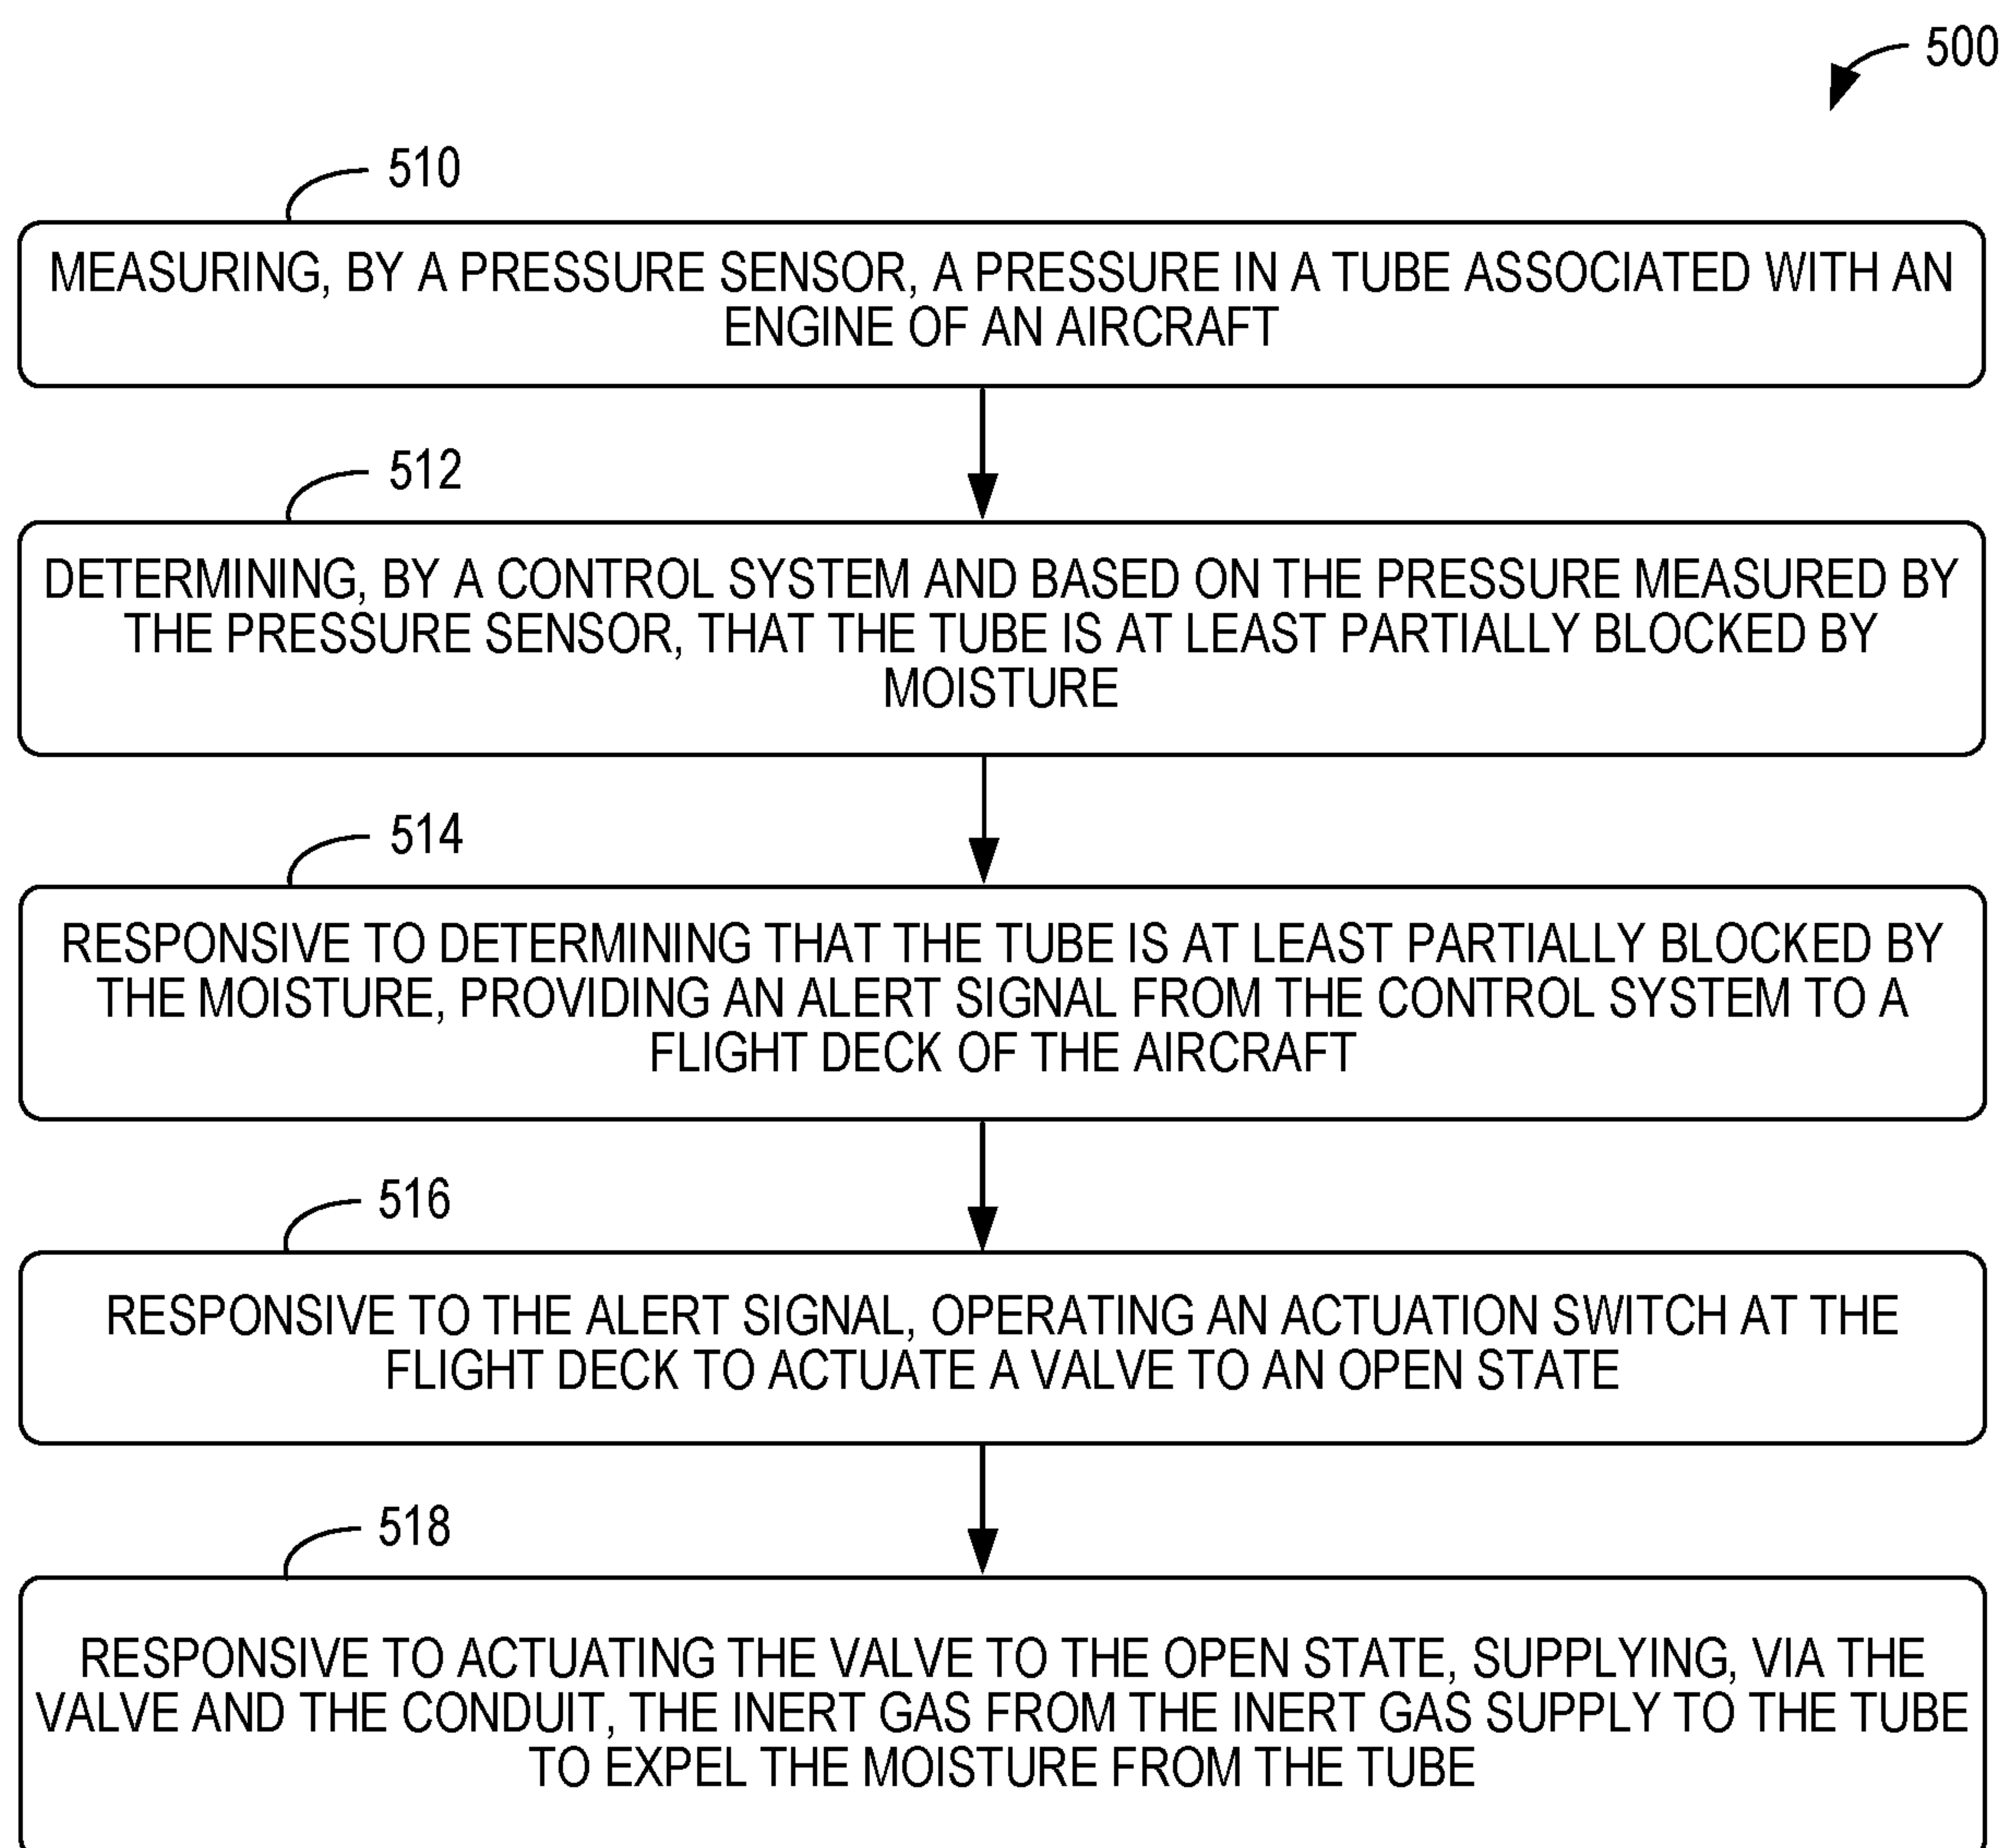 500
510
MEASURING, BY A PRESSURE SENSOR, A PRESSURE IN A TUBE ASSOCIATED WITH AN
ENGINE OF AN AIRCRAFT
512
DETERMINING, BY A CONTROL SYSTEM AND BASED ON THE PRESSURE MEASURED BY
THE PRESSURE SENSOR, THAT THE TUBE IS AT LEAST PARTIALLY BLOCKED BY
MOISTURE
514
RESPONSIVE TO DETERMINING THAT THE TUBE IS AT LEAST PARTIALLY BLOCKED BY
THE MOISTURE, PROVIDING AN ALERT SIGNAL FROM THE CONTROL SYSTEM TO A
FLIGHT DECK OF THE AIRCRAFT
516
RESPONSIVE TO THE ALERT SIGNAL, OPERATING AN ACTUATION SWITCH AT THE
FLIGHT DECK TO ACTUATE A VALVE TO AN OPEN STATE
518
RESPONSIVE TO ACTUATING THE VALVE TO THE OPEN STATE, SUPPLYING, VIA THE
VALVE AND THE CONDUIT, THE INERT GAS FROM THE INERT GAS SUPPLY TO THE TUBE
TO EXPEL THE MOISTURE FROM THE TUBE